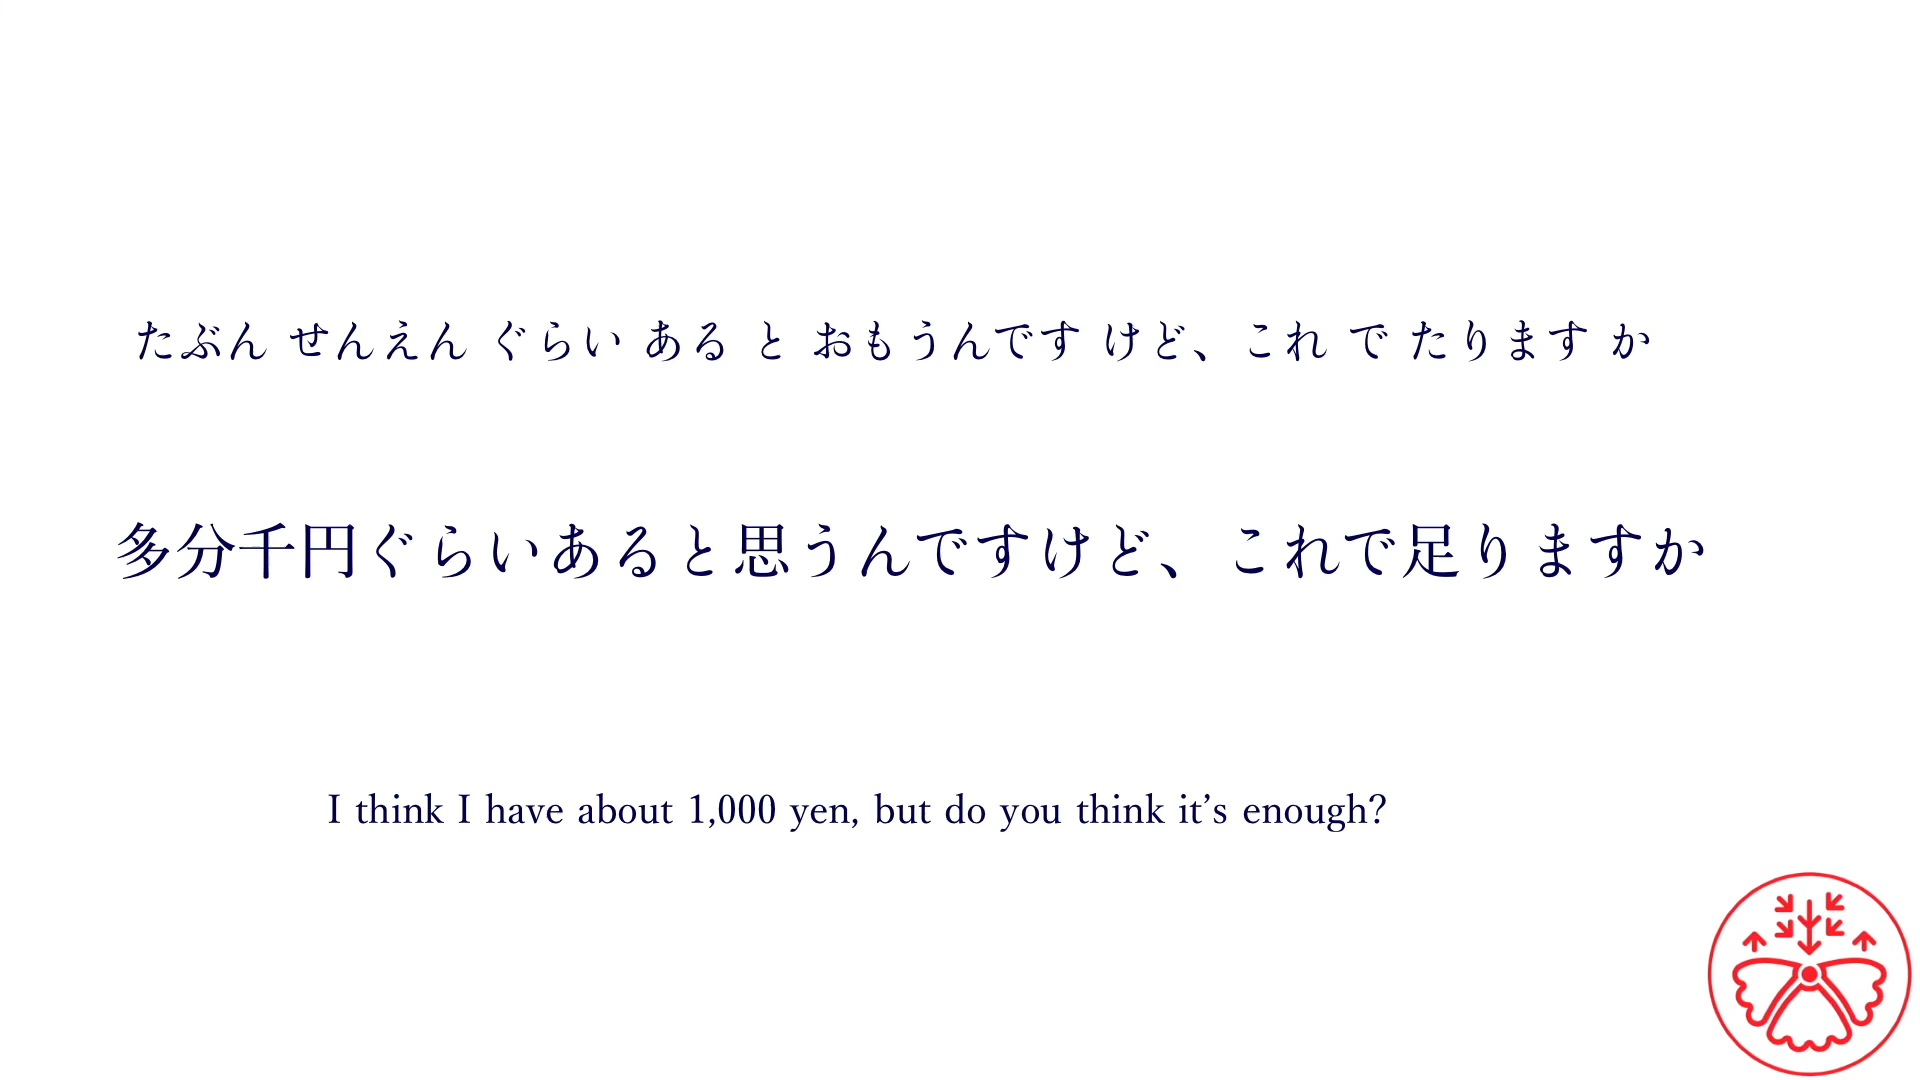 たぶん せんえん ぐらい ある と おもうんです けど、これ で たります か
多分千円ぐらいあると思うんですけど、これで足りますか
I think I have about 1,000 yen, but do you think it’s enough?